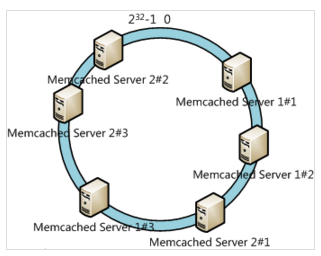 2³²-1 0
Memcached Server 2#2
Memcached Server 1#1
Memcached Server 2#3
Memcached Server 1#2
Memcached Server 1#3
Memcached Server 2#1